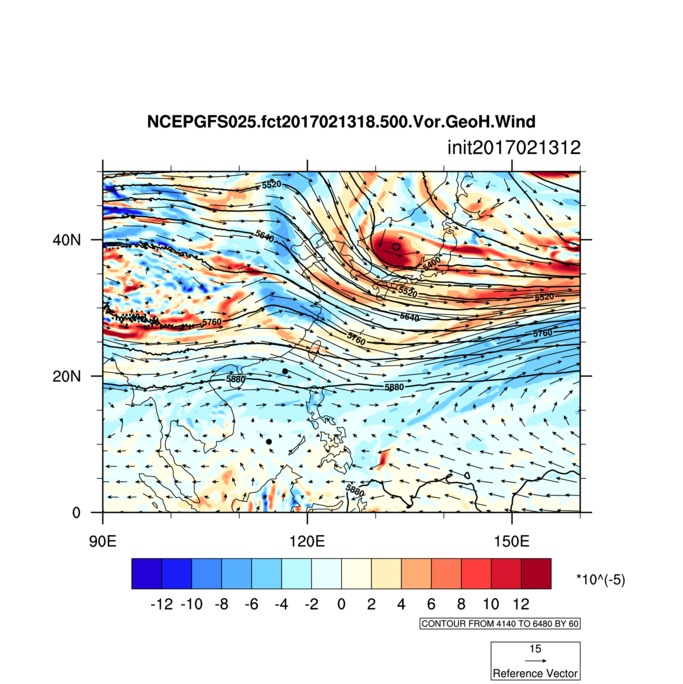 NCEPGFS025.fct2017021318.500.Vor.GeoH.Wind
init2017021312
5520
5640
40N
5400
5520
5520
5760
5640
5760
5760
20N
5880
5880
5880
0
90E 120E 150E
-12 -10 -8 -6 -4 -2 0 2 4 6 8 10 12
*10^(-5)
CONTOUR FROM 4140 TO 6480 BY 60
15
Reference Vector